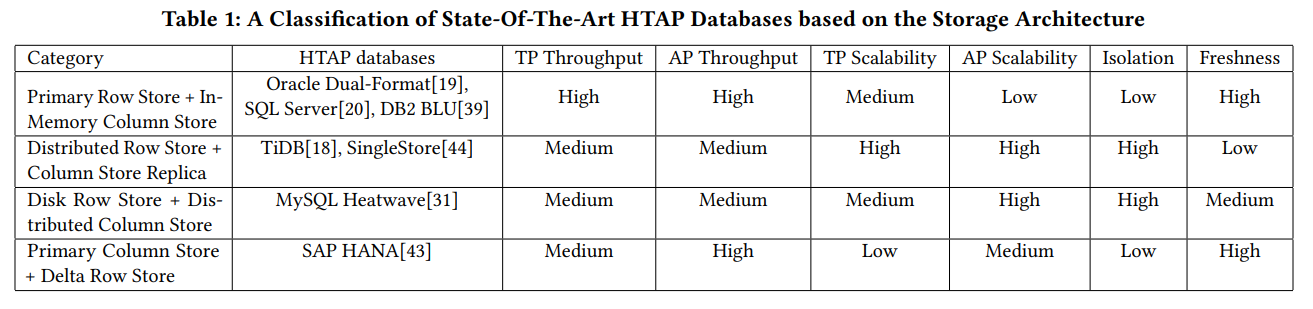 Table 1: A Classification of State-Of-The-Art HTAP Databases based on the Storage Architecture
Category HTAP databases TP Throughput AP Throughput TP Scalability AP Scalability Isolation Freshness
Primary Row Store + In-
Memory Column Store
Oracle Dual-Format[19],
SQL Server[20], DB2 BLU[39]
High High Medium Low Low High
Distributed Row Store +
Column Store Replica
TiDB[18], SingleStore[44] Medium Medium High High High Low
Disk Row Store + Dis-
tributed Column Store
MySQL Heatwave[31] Medium Medium Medium High High Medium
Primary Column Store
+ Delta Row Store
SAP HANA[43] Medium High Low Medium Low High